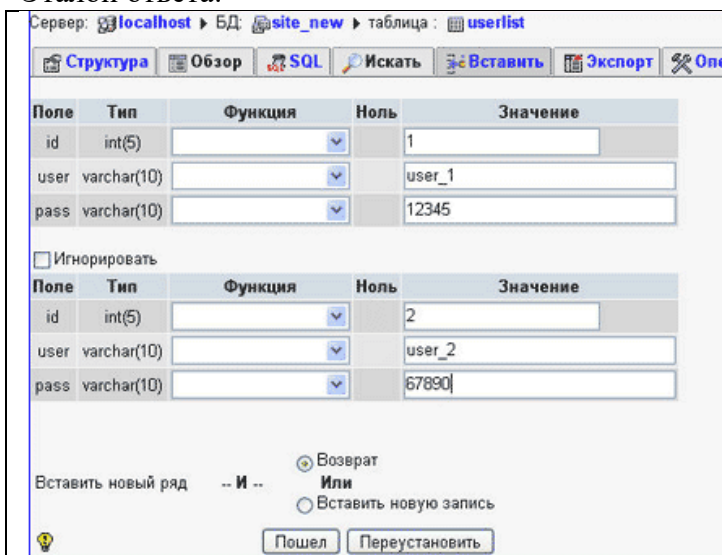 Эталон ответа:
Сервер: localhost ▸ БД: site_new ▸ таблица : userlist
Структура Обзор SQL Искать Вставить Экспорт
Поле Тип Функция Ноль Значение
id int(5) 1
user varchar(10) user_1
pass varchar(10) 12345
Игнорировать
Поле Тип Функция Ноль Значение
id int(5) 2
user varchar(10) user_2
pass varchar(10) 67890
Возврат
Вставить новый ряд -- И -- Или
Вставить новую запись
Пошел Переустановить